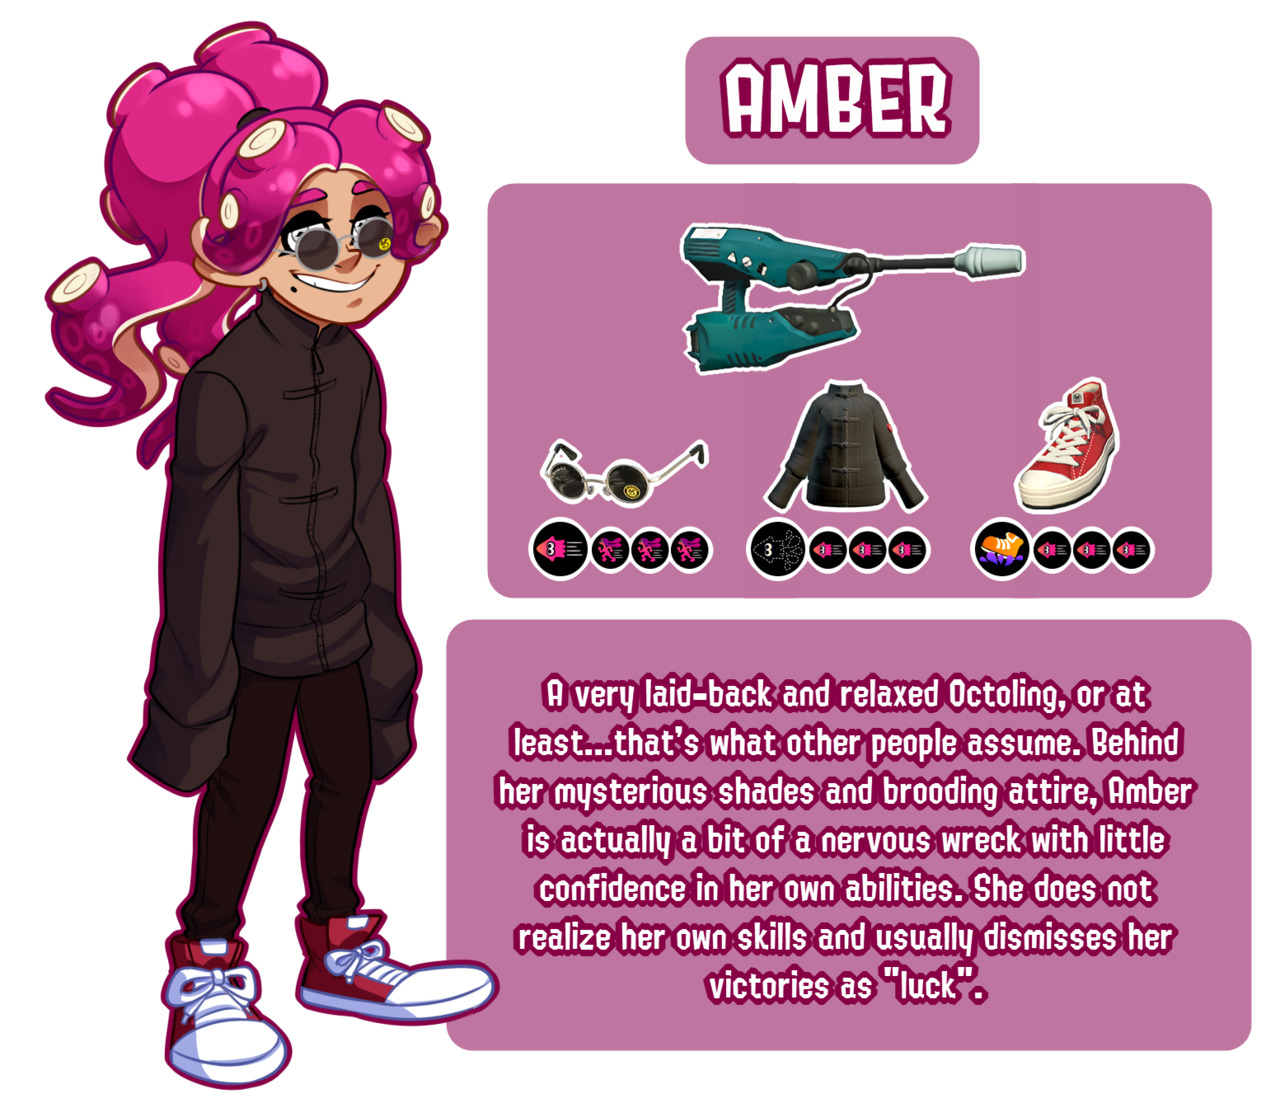 AMBER
A very laid-back and relaxed Octoling, or at
least...that's what other people assume. Behind
her mysterious shades and brooding attire, Amber
is actually a bit of a nervous wreck with little
confidence in her own abilities. She does not
realize her own skills and usually dismisses her
victories as "luck".